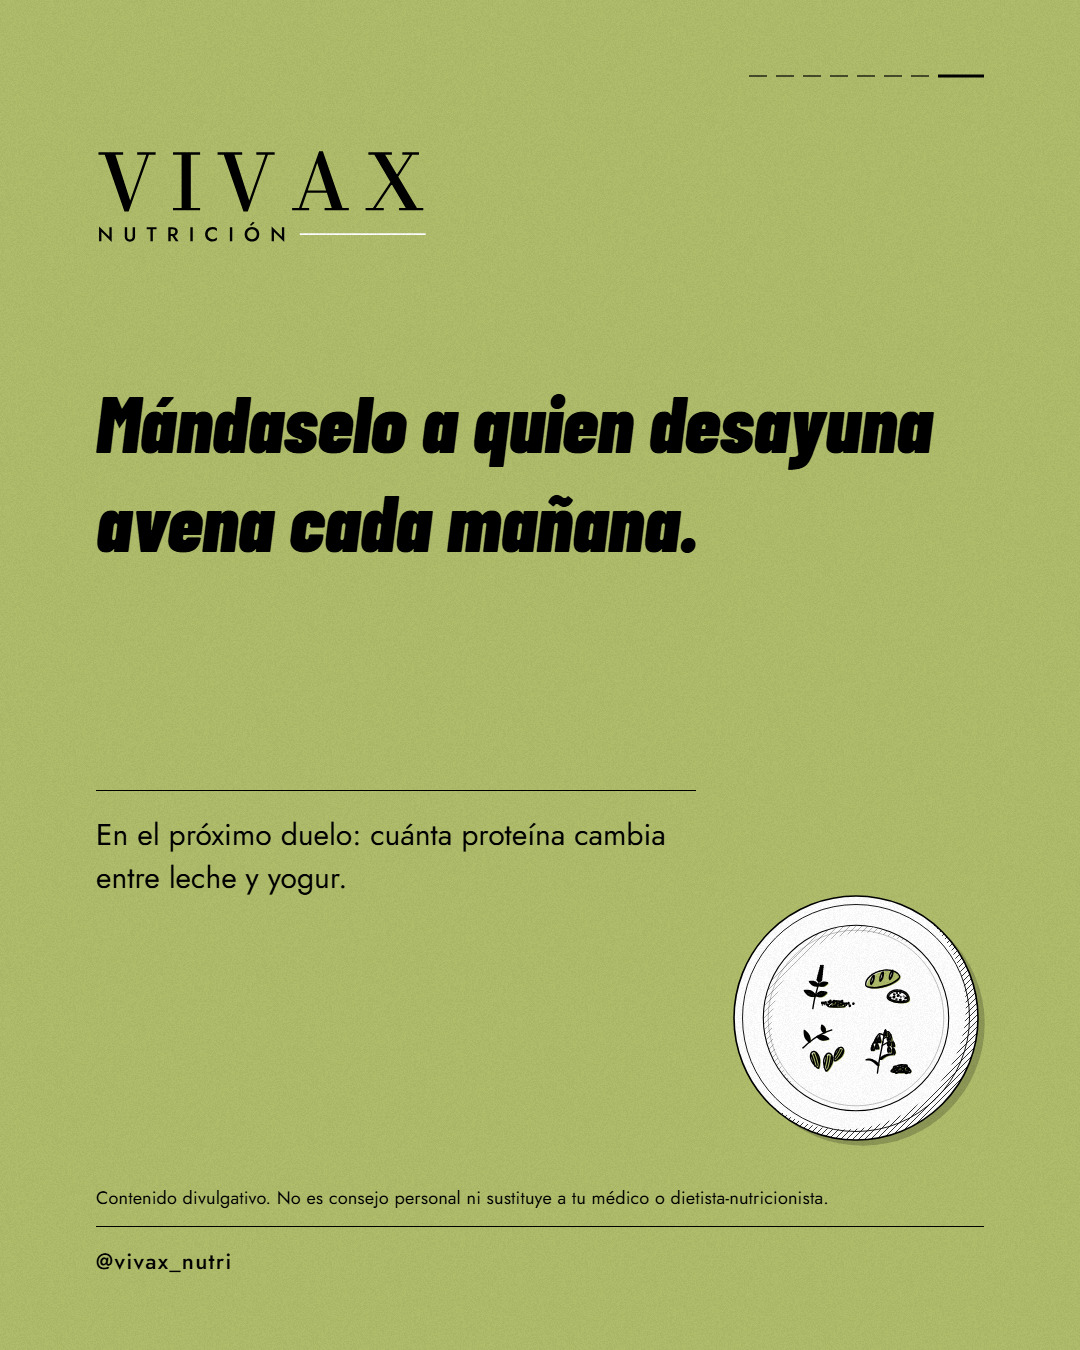 VIVAX
NUTRICIÓN
Mándaselo a quien desayuna
avena cada mañana.
En el próximo duelo: cuánta proteína cambia
entre leche y yogur.
Contenido divulgativo. No es consejo personal ni sustituye a tu médico o dietista-nutricionista.
@vivax_nutri